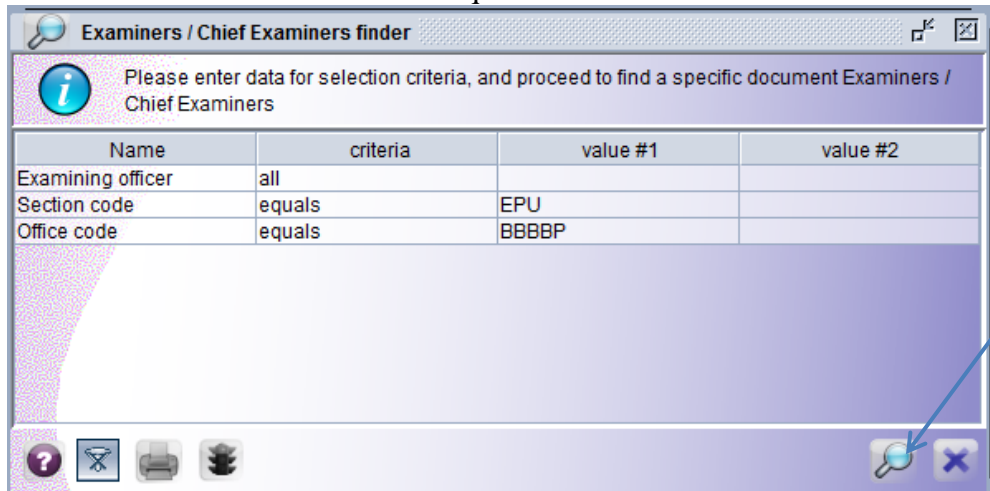 Examiners / Chief Examiners finder
Please enter data for selection criteria, and proceed to find a specific document Examiners /
Chief Examiners
Name criteria value #1 value #2
Examining officer all
Section code equals EPU
Office code equals BBBBP